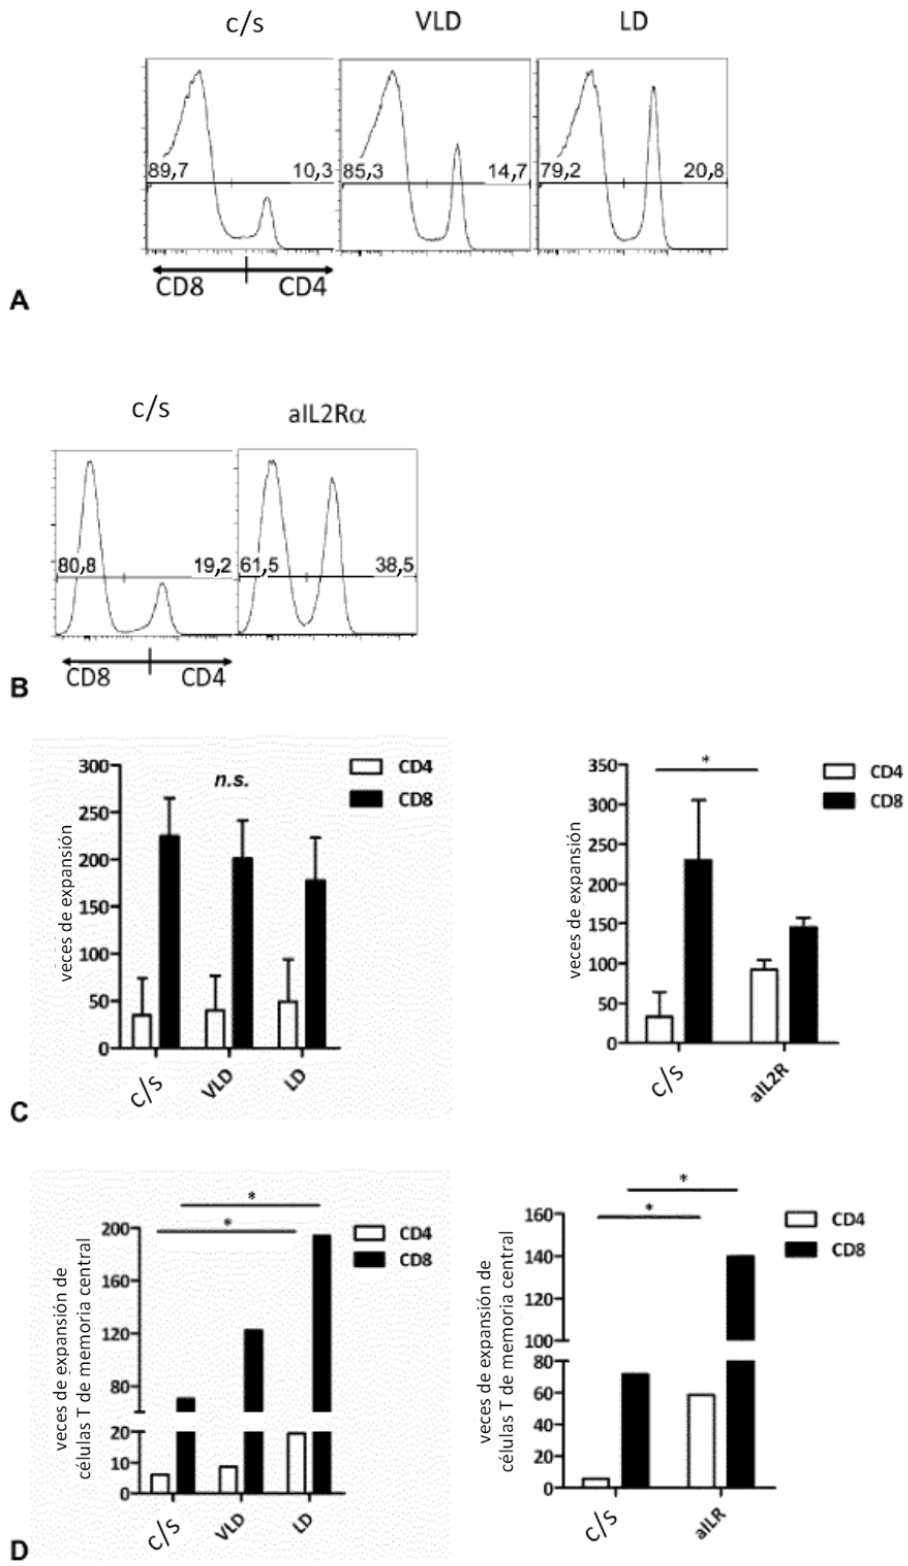 c/s VLD LD
89,7 10,3 85,3 14,7 79,2 20,8
CD8 CD4
A
c/s aIL2Rα
80,8 19,2 61,5 38,5
CD8 CD4
B
veces de expansión
300
250
200
150
100
50
0
n.s.
CD4
CD8
c/s VLD LD
veces de expansión
350
300
250
200
150
100
50
0
*
CD4
CD8
c/s aIL2R
C
veces de expansión de
células T de memoria central
200
160
120
80
20
10
0
*
*
CD4
CD8
c/s VLD LD
veces de expansión de
células T de memoria central
160
140
120
100
80
60
40
20
0
*
*
CD4
CD8
c/s aILR
D